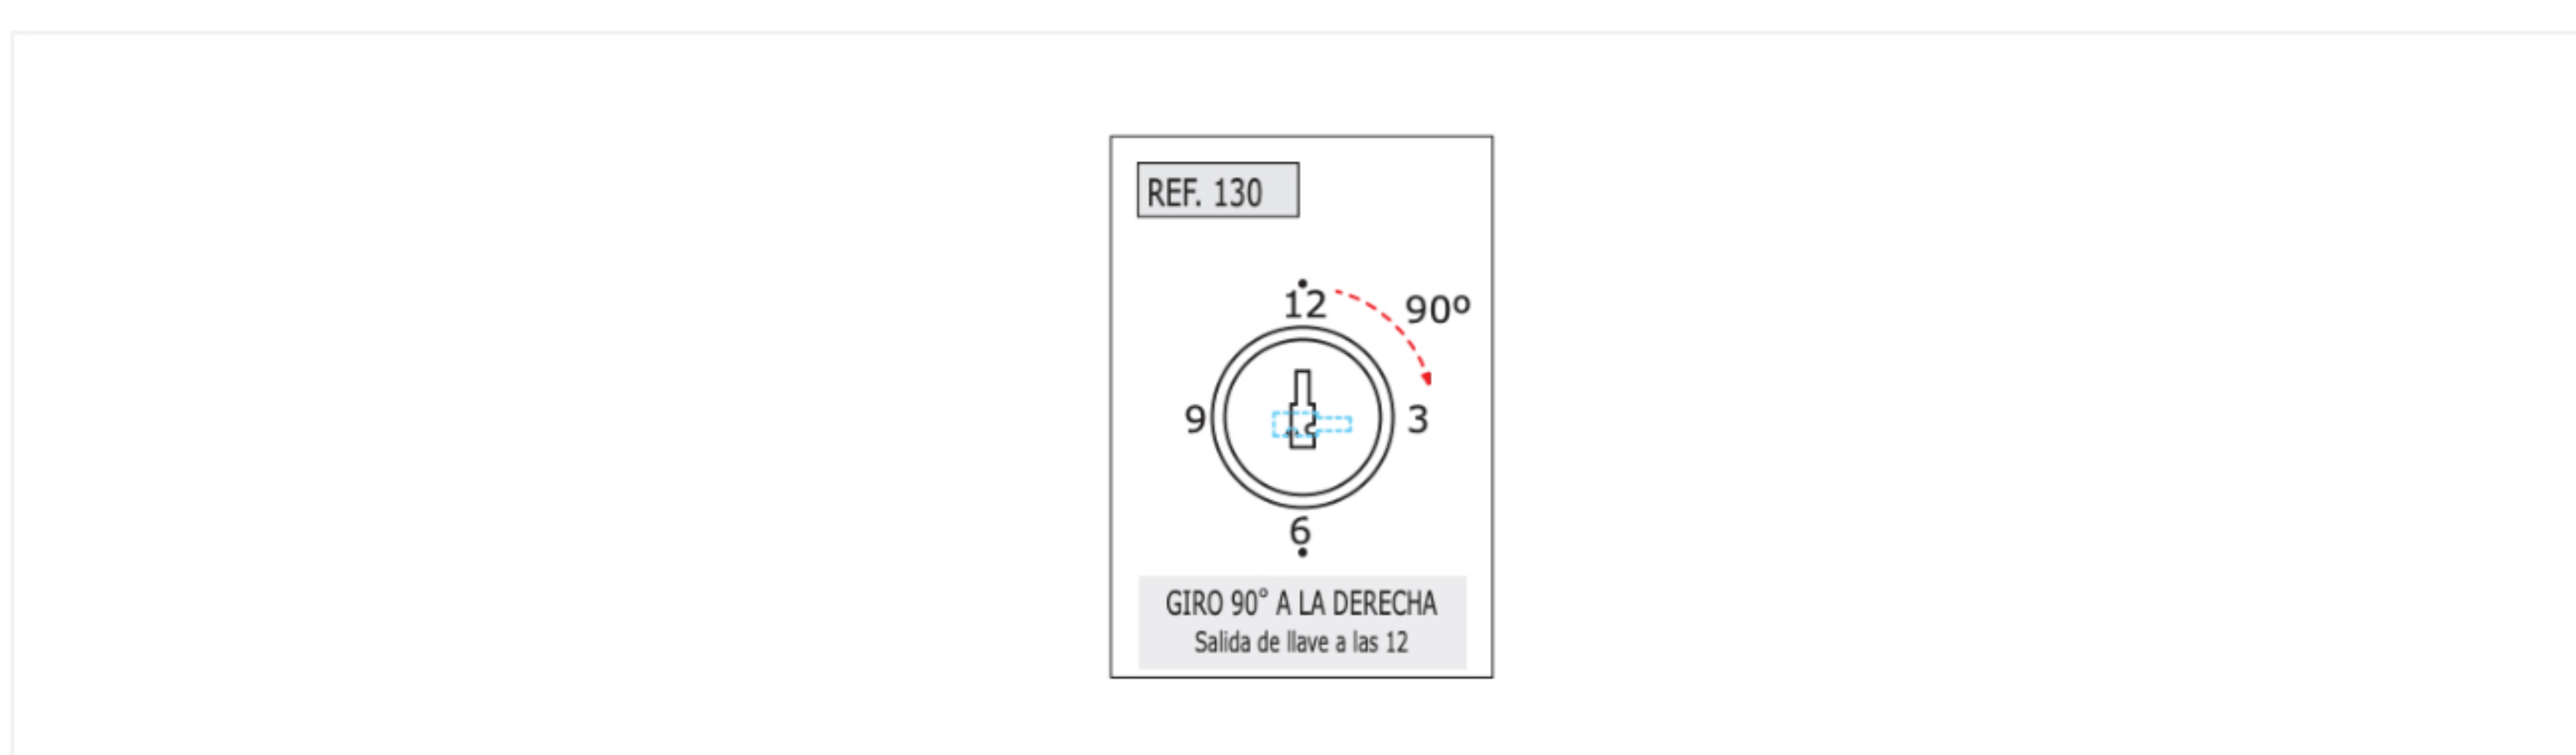 REF. 130
12
90º
9
3
6
GIRO 90° A LA DERECHA
Salida de llave a las 12